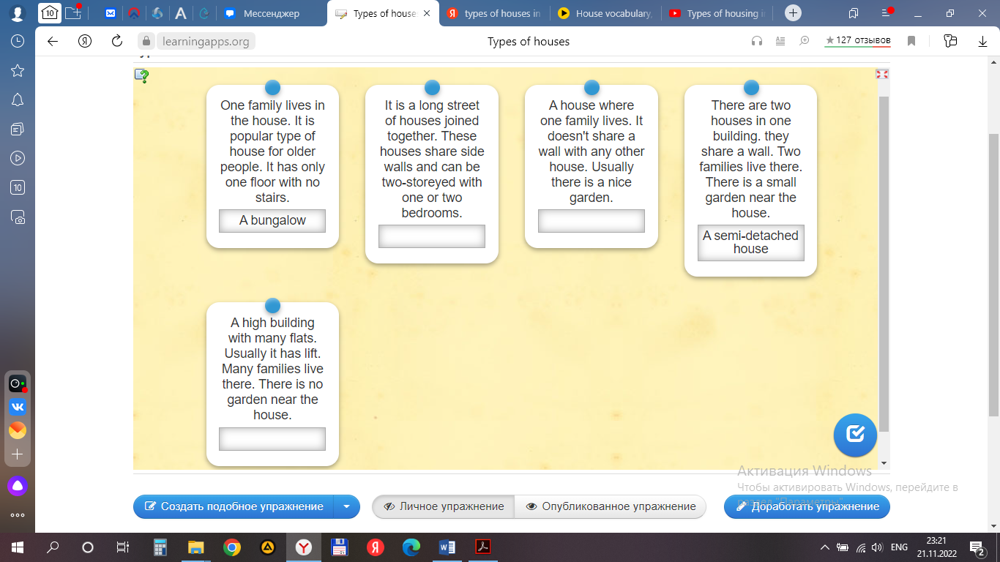 10
Мессенджер
Types of house
types of houses in
House vocabulary,
Types of housing i
learningapps.org
Types of houses
127 отзывов
One family lives in
the house. It is
popular type of
house for older
people. It has only
one floor with no
stairs.
A bungalow
It is a long street
of houses joined
together. These
houses share side
walls and can be
two-storeyed with
one or two
bedrooms.
A house where
one family lives. It
doesn't share a
wall with any other
house. Usually
there is a nice
garden.
There are two
houses in one
building. they
share a wall. Two
families live there.
There is a small
garden near the
house.
A semi-detached
house
A high building
with many flats.
Usually it has lift.
Many families live
there. There is no
garden near the
house.
10
Активация Windows
Чтобы активировать Windows, перейдите в
раздел "Параметры".
Создать подобное упражнение
Личное упражнение
Опубликованное упражнение
Доработать упражнение
ENG
23:21
21.11.2022
2